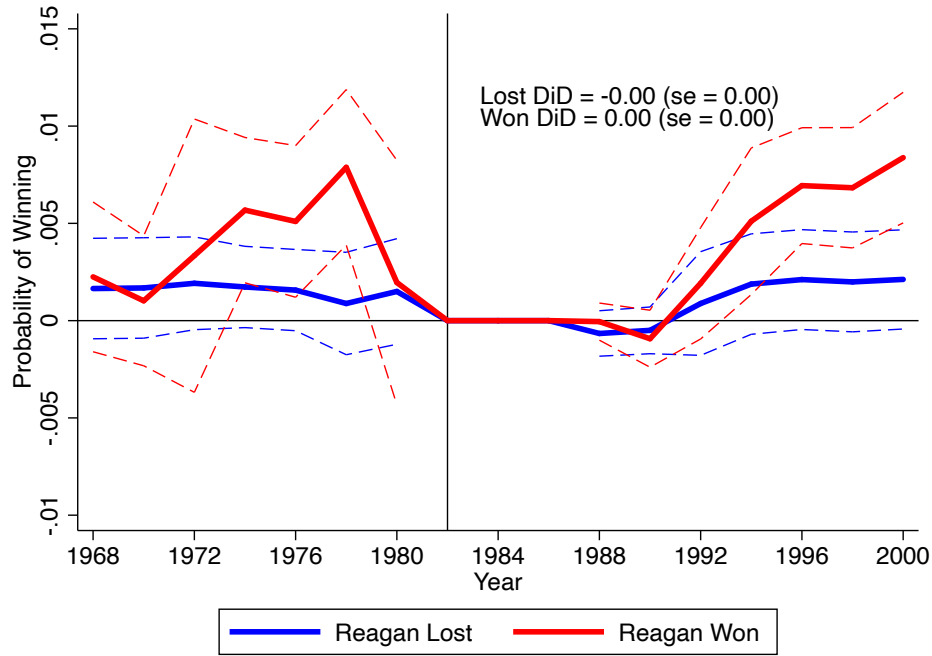 Probability of Winning
.015
.01
.005
0
-.005
-.01
Lost DiD = -0.00 (se = 0.00)
Won DiD = 0.00 (se = 0.00)
1968 1972 1976 1980 1984 1988 1992 1996 2000
Year
Reagan Lost Reagan Won